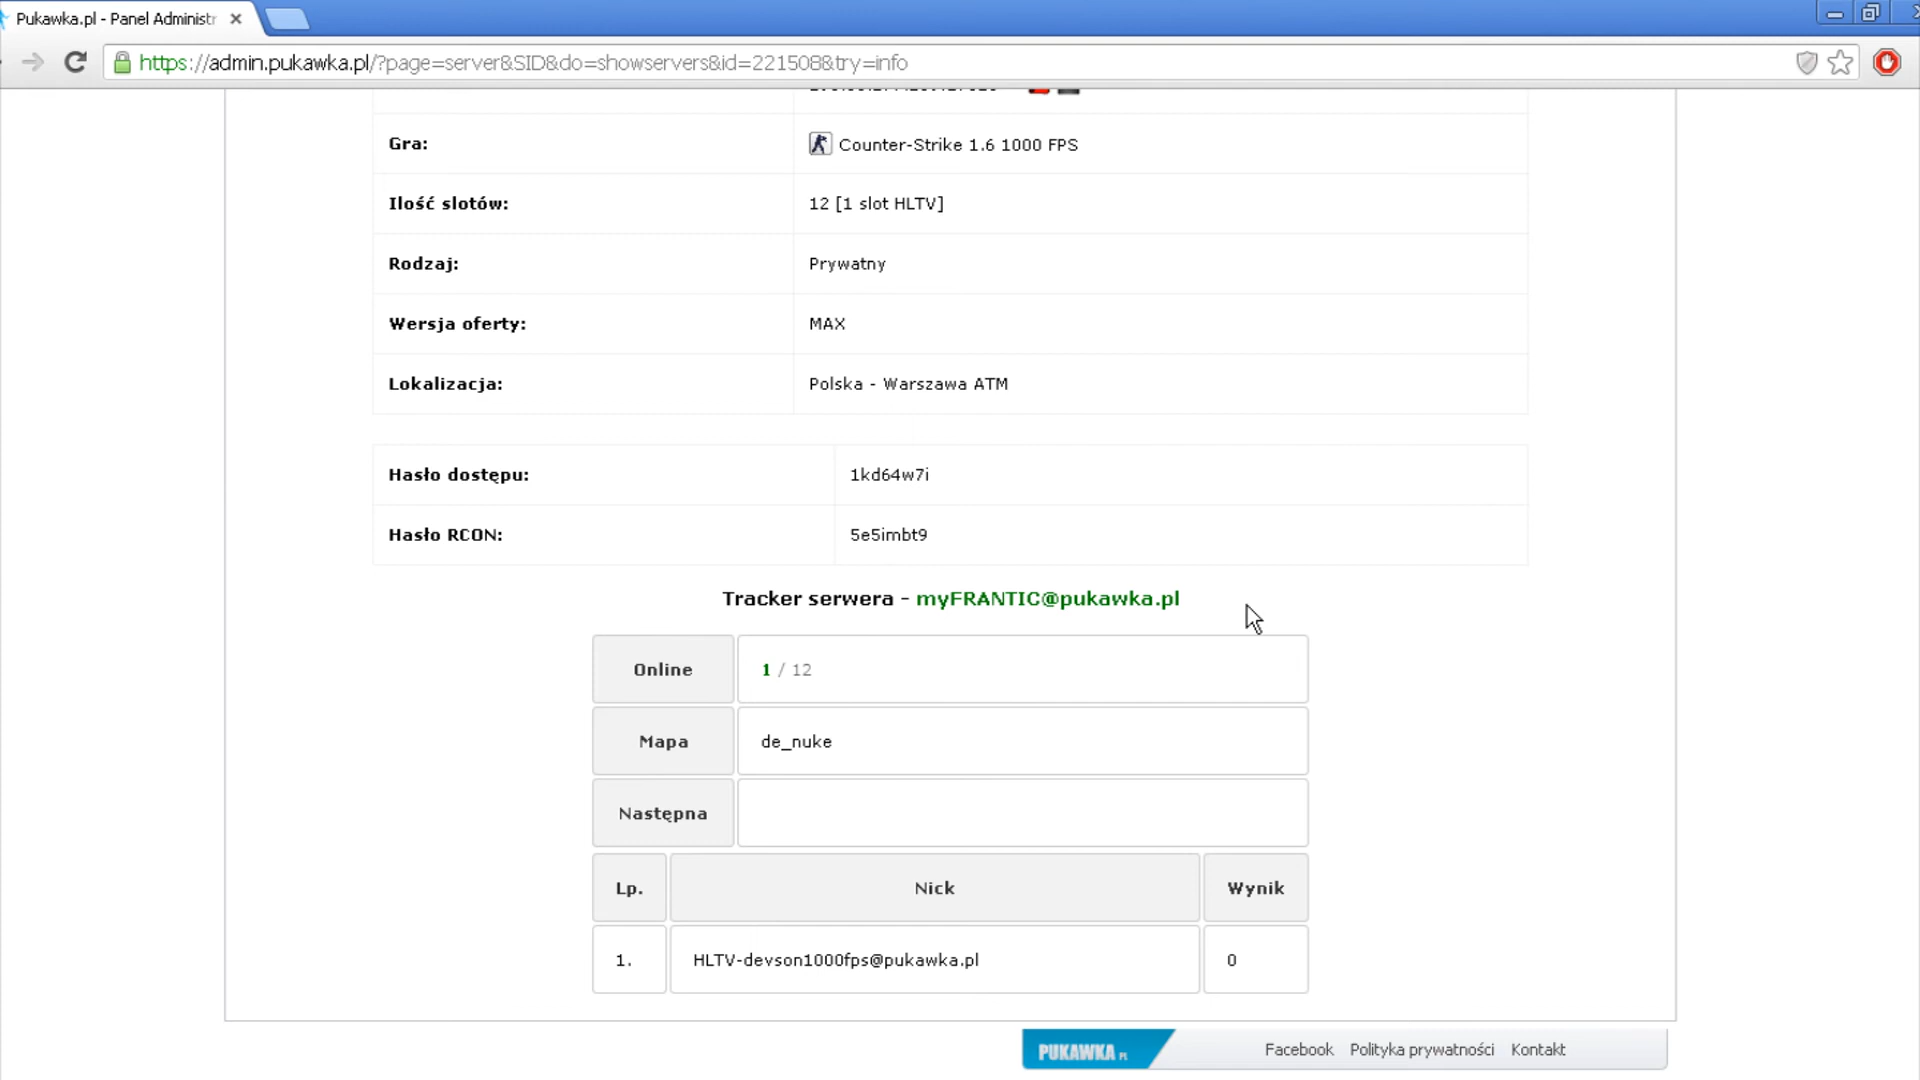 Pukawka.pl - Panel Administr
https://admin.pukawka.pl/?page=server&SID&do=showservers&id=221508&try=info
Gra: Counter-Strike 1.6 1000 FPS
Ilość slotów: 12 [1 slot HLTV]
Rodzaj: Prywatny
Wersja oferty: MAX
Lokalizacja: Polska - Warszawa ATM
Hasło dostępu: 1kd64w7i
Hasło RCON: 5e5imbt9
Tracker serwera - myFRANTIC@pukawka.pl
Online 1 / 12
Mapa de_nuke
Następna
Lp. Nick Wynik
1. HLTV-devson1000fps@pukawka.pl 0
PUKAWKA.PL Facebook Polityka prywatności Kontakt